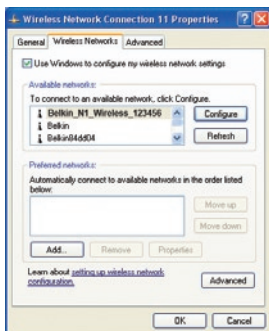 Wireless Network Connection 11 Properties
General Wireless Networks Advanced
Use Windows to configure my wireless network settings
Available networks:
To connect to an available network, click Configure.
Belkin_N1_Wireless_123456
Configure
Belkin
Belkin84dd04
Refresh
Preferred networks:
Automatically connect to available networks in the order listed
below:
Move up
Move down
Add... Remove Properties
Learn about setting up wireless network
configuration.
Advanced
OK Cancel